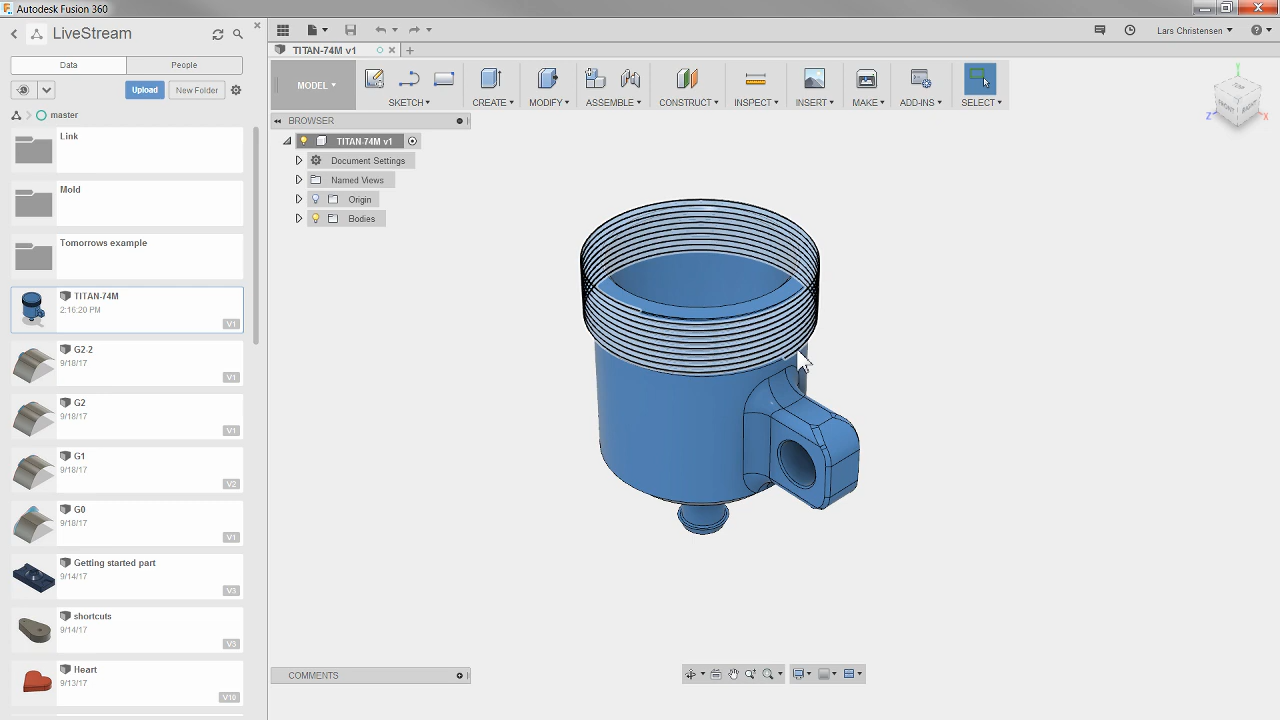 Autodesk Fusion 360
LiveStream
Data People
Upload New Folder
master
Link
Mold
Tomorrows example
TITAN-74M
2:16:20 PM
V1
G2-2
9/18/17
V1
G2
9/18/17
V1
G1
9/18/17
V2
G0
9/18/17
V1
Getting started part
9/14/17
V3
shortcuts
9/14/17
V3
Heart
9/13/17
V10
Lars Christensen
TITAN-74M v1
MODEL
SKETCH CREATE MODIFY ASSEMBLE CONSTRUCT INSPECT INSERT MAKE ADD-INS SELECT
BROWSER
TITAN-74M v1
Document Settings
Named Views
Origin
Bodies
Y
Z
X
COMMENTS